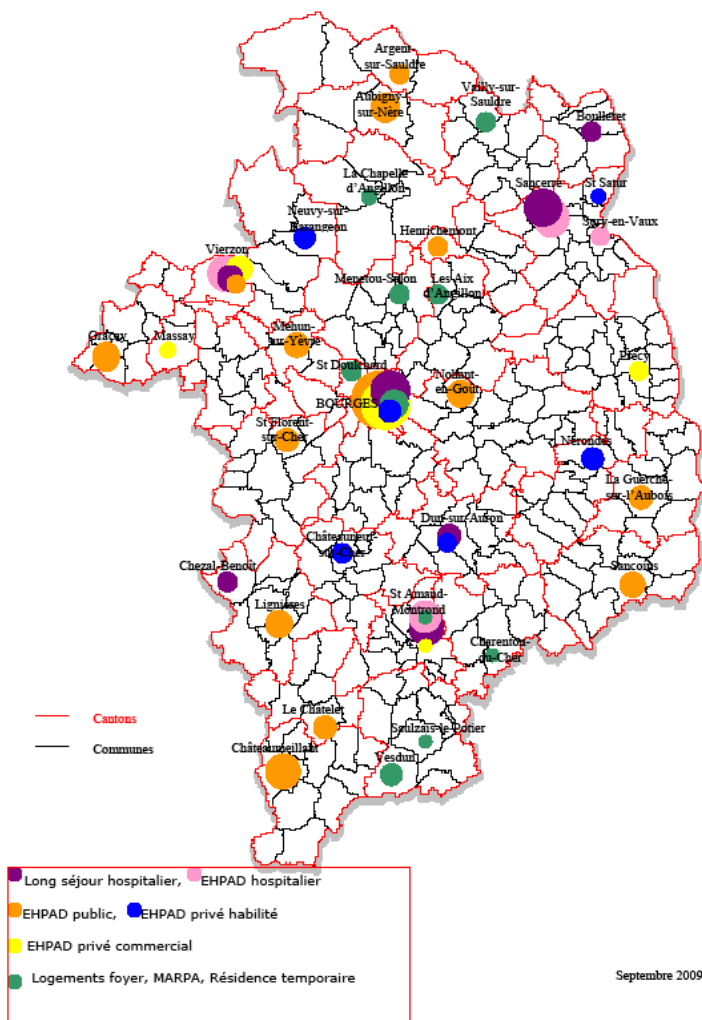 Argent-
sur-Sauldre
Vailly-sur-
Sauldre
Aubigny-
sur-Nère
Boulleret
La Chapelle
d'Angillon
Sancerre
St Satur
Neuvy-sur-
Barangeon
Henrichemont
Sury-en-Vaux
Vierzon
Menetou-Salon
Les Aix
d'Angillon
Graçay
Massay
Mehun-
sur-Yèvre
St Doulchard
Nohant-
en-Gout
BOURGES
St Florent-
sur-Cher
Nérondes
La Guerche-
sur-l'Aubois
Dun-sur-Auron
Châteauneuf-
sur-Cher
Chezal-Benoît
Sancoins
Lignières
St Amand-
Montrond
Charenton-
du-Cher
Le Châtelet
Saulzais-le-Potier
Châteaumeillant
Vesdun
Cantons
Communes
Long séjour hospitalier, EHPAD hospitalier
EHPAD public, EHPAD privé habilité
EHPAD privé commercial
Logements foyer, MARPA, Résidence temporaire
Septembre 2009